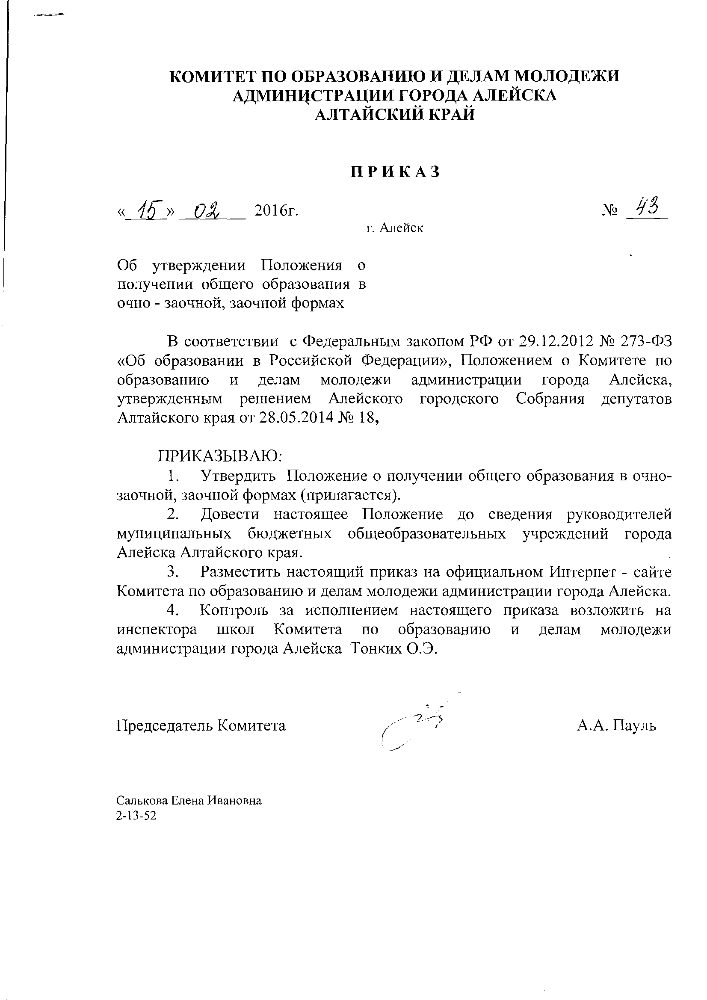 КОМИТЕТ ПО ОБРАЗОВАНИЮ И ДЕЛАМ МОЛОДЕЖИ
АДМИНИСТРАЦИИ ГОРОДА АЛЕЙСКА
АЛТАЙСКИЙ КРАЙ
П Р И К А З
« 15 » 02 2016г. № 43
г. Алейск
Об утверждении Положения о
получении общего образования в
очно - заочной, заочной формах
В соответствии с Федеральным законом РФ от 29.12.2012 № 273-ФЗ
«Об образовании в Российской Федерации», Положением о Комитете по
образованию и делам молодежи администрации города Алейска,
утвержденным решением Алейского городского Собрания депутатов
Алтайского края от 28.05.2014 № 18,
ПРИКАЗЫВАЮ:
1. Утвердить Положение о получении общего образования в очно-
заочной, заочной формах (прилагается).
2. Довести настоящее Положение до сведения руководителей
муниципальных бюджетных общеобразовательных учреждений города
Алейска Алтайского края.
3. Разместить настоящий приказ на официальном Интернет - сайте
Комитета по образованию и делам молодежи администрации города Алейска.
4. Контроль за исполнением настоящего приказа возложить на
инспектора школ Комитета по образованию и делам молодежи
администрации города Алейска Тонких О.Э.
Председатель Комитета А.А. Пауль
Салькова Елена Ивановна
2-13-52